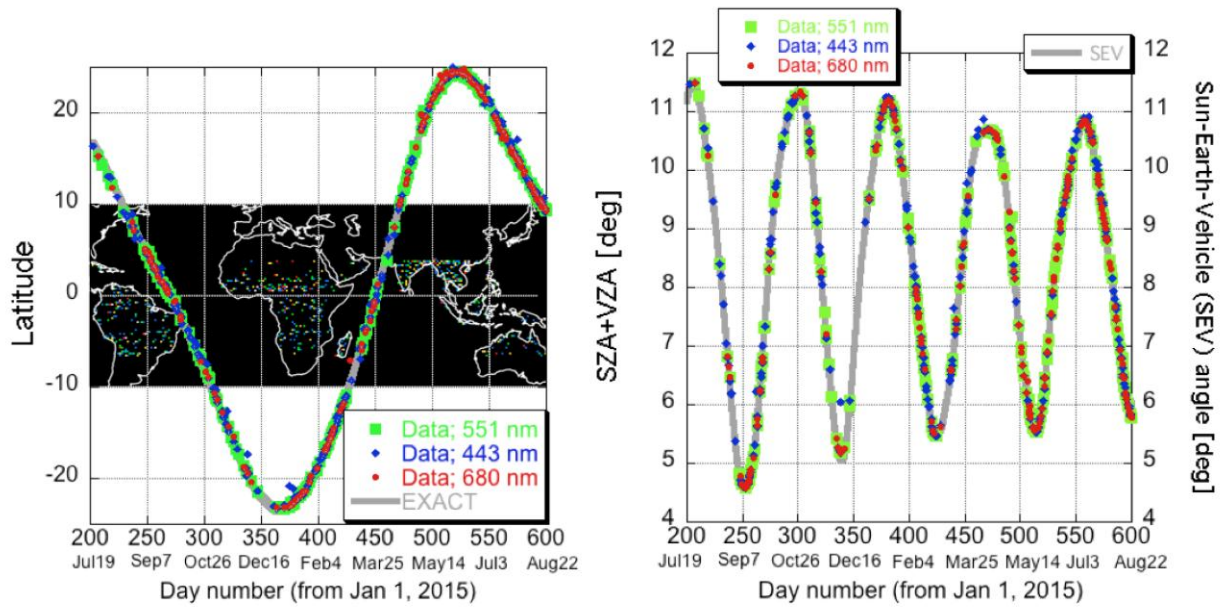 Latitude
20
10
0
-10
-20
Data; 551 nm
Data; 443 nm
Data; 680 nm
EXACT
200 250 300 350 400 450 500 550 600
Jul19 Sep7 Oct26 Dec16 Feb4 Mar25 May14 Jul3 Aug22
Day number (from Jan 1, 2015)
Data; 551 nm
Data; 443 nm
Data; 680 nm
SEV
SZA+VZA [deg]
12 12
11 11
10 10
9 9
8 8
7 7
6 6
5 5
4 4
Sun-Earth-Vehicle (SEV) angle [deg]
200 250 300 350 400 450 500 550 600
Jul19 Sep7 Oct26 Dec16 Feb4 Mar25 May14 Jul3 Aug22
Day number (from Jan 1, 2015)